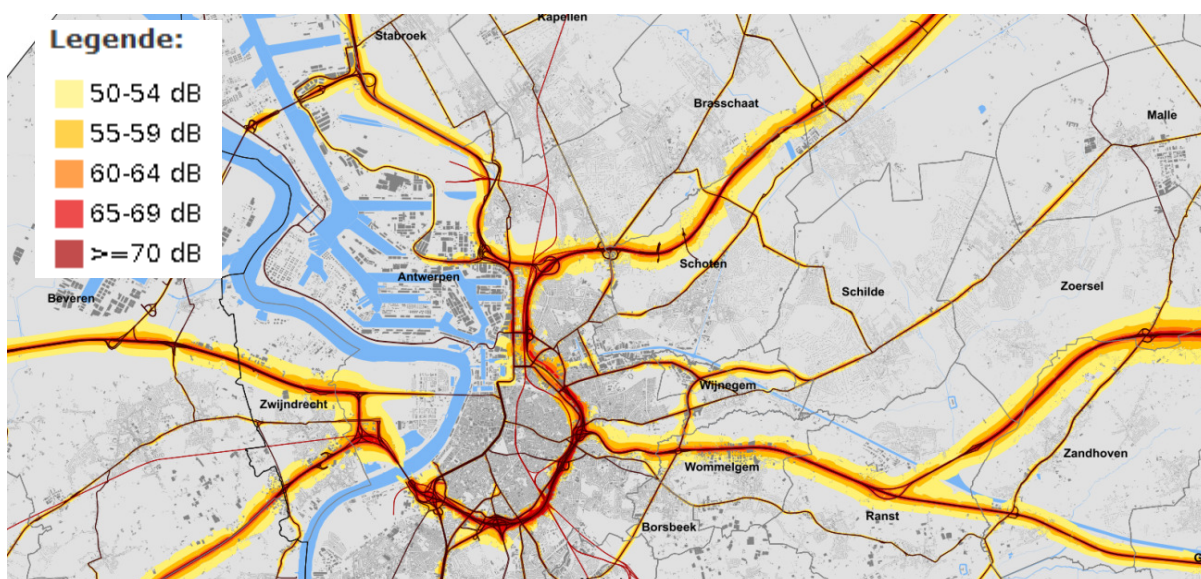 Legende:
50-54 dB
55-59 dB
60-64 dB
65-69 dB
>=70 dB
Kapellen
Stabroek
Brasschaat
Malle
Antwerpen
Schoten
Schilde
Zoersel
Beveren
Wijnegem
Zwijndrecht
Wommelgem
Zandhoven
Ranst
Borsbeek
G